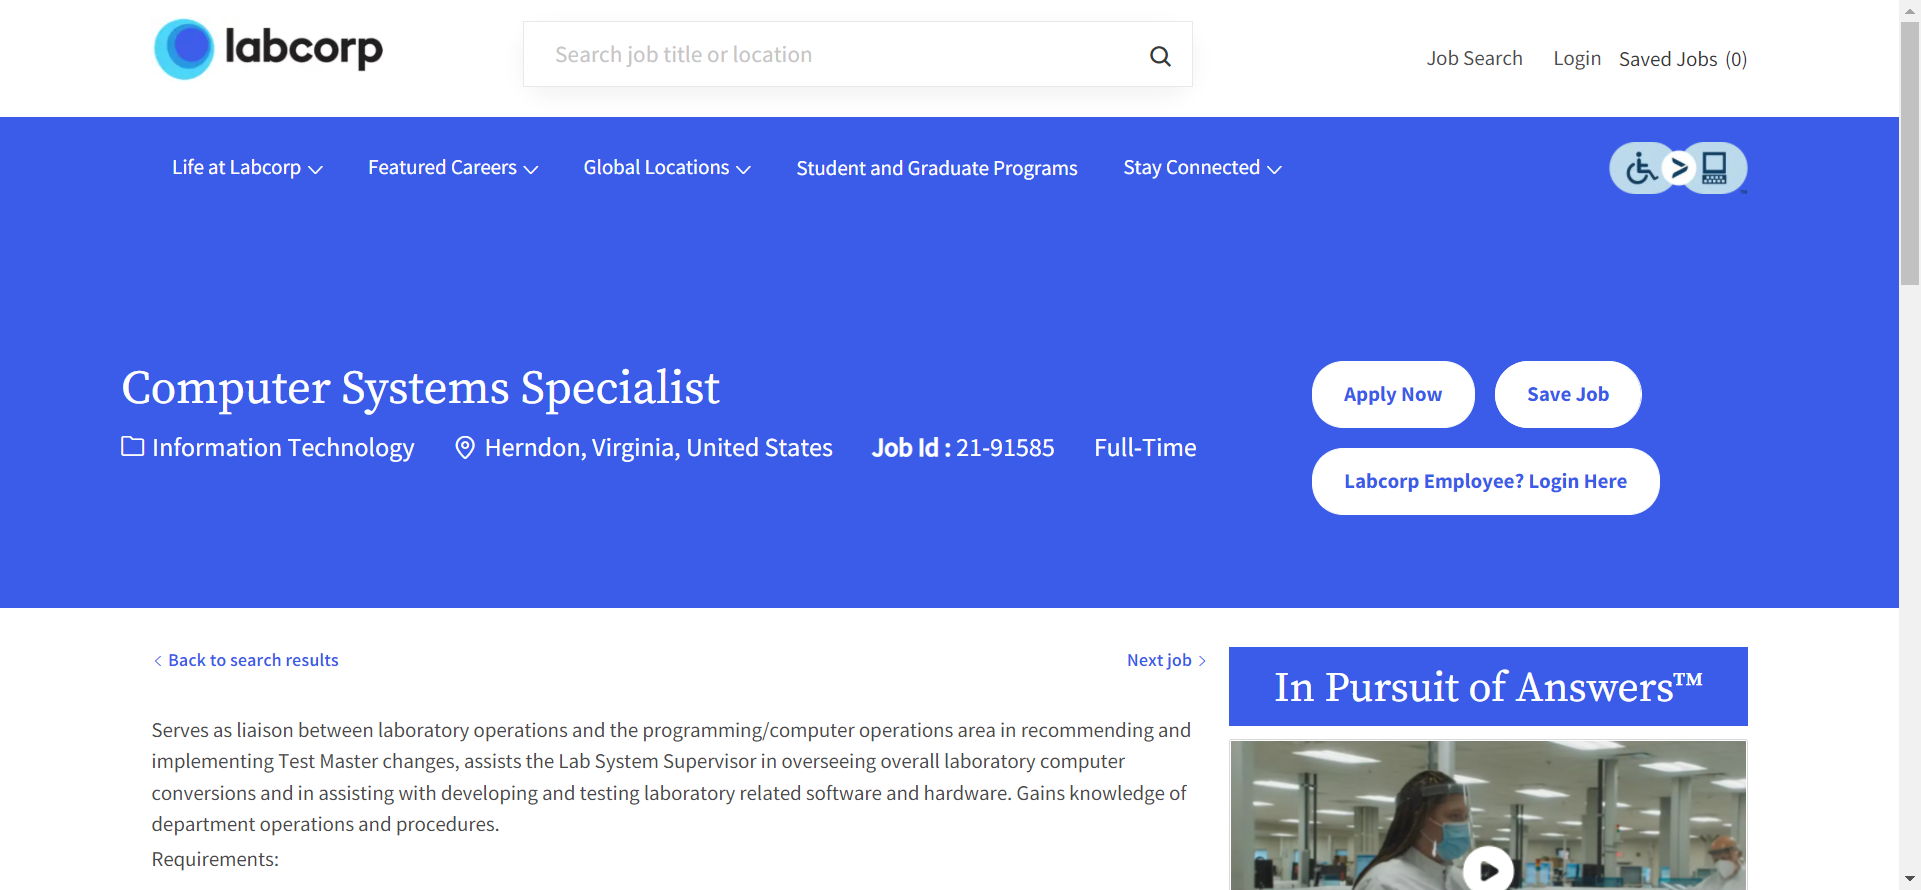 labcorp
Search job title or location
Job Search Login Saved Jobs (0)
Life at Labcorp Featured Careers Global Locations Student and Graduate Programs Stay Connected
Computer Systems Specialist
Information Technology Herndon, Virginia, United States Job Id : 21-91585 Full-Time
Apply Now Save Job
Labcorp Employee? Login Here
Back to search results Next job
In Pursuit of Answers™
Serves as liaison between laboratory operations and the programming/computer operations area in recommending and
implementing Test Master changes, assists the Lab System Supervisor in overseeing overall laboratory computer
conversions and in assisting with developing and testing laboratory related software and hardware. Gains knowledge of
department operations and procedures.
Requirements: